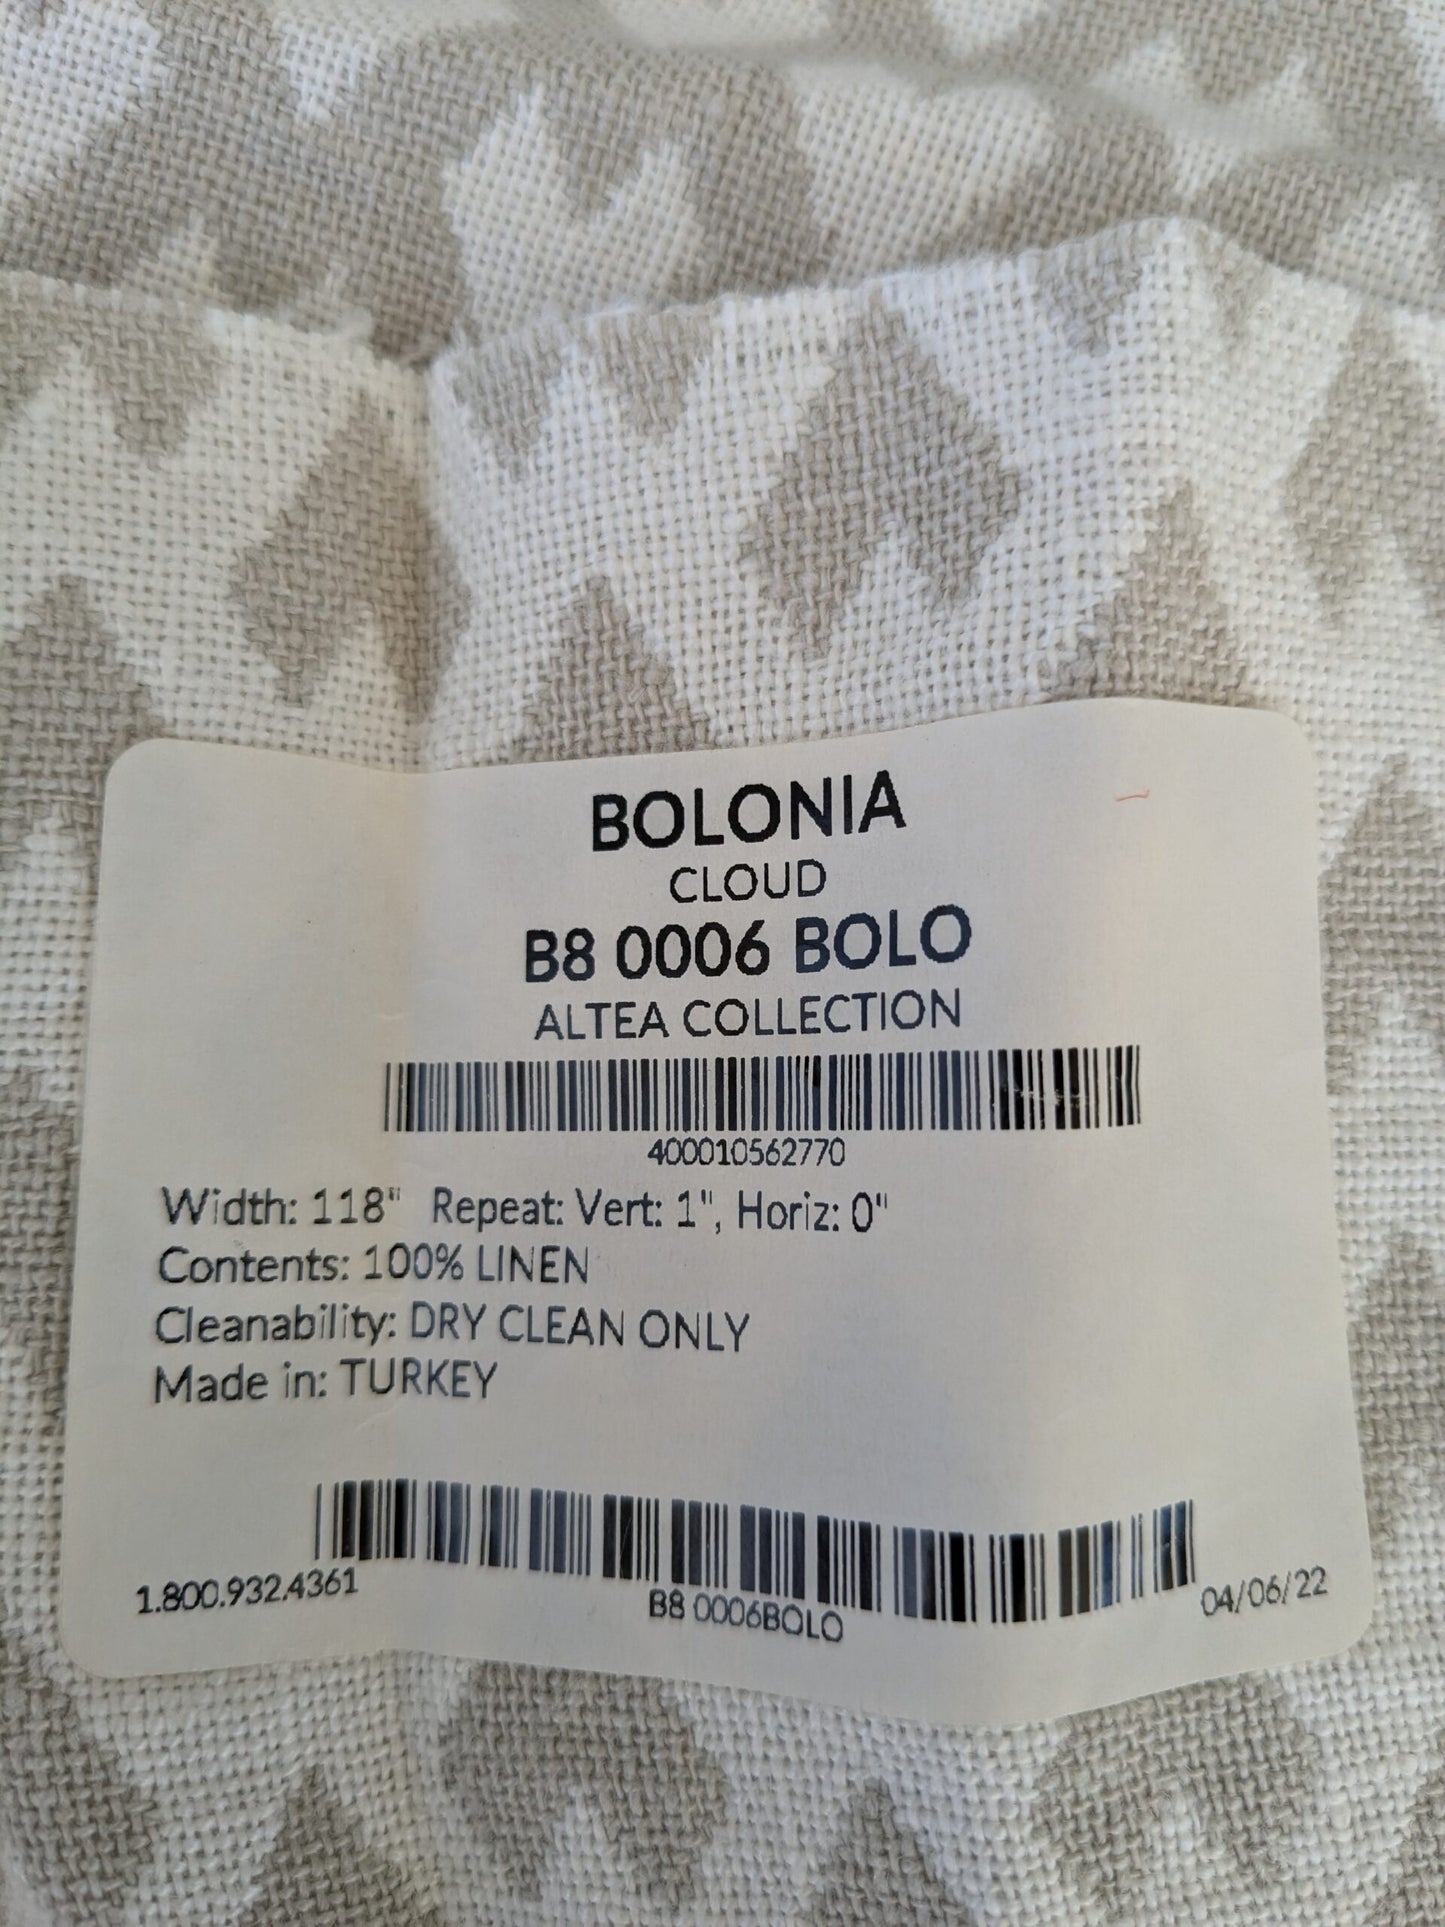 BOLONIA
CLOUD
B8 0006 BOLO
ALTEA COLLECTION
400010562770
Width: 118" Repeat: Vert: 1", Horiz: 0"
Contents: 100% LINEN
Cleanability: DRY CLEAN ONLY
Made in: TURKEY
1.800.932.4361 B8 0006BOLO 04/06/22